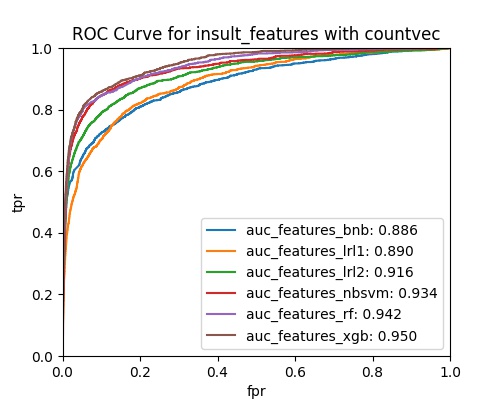 ROC Curve for insult_features with countvec
1.0
0.8
0.6
0.4
0.2
0.0
tpr
auc_features_bnb: 0.886
auc_features_lrl1: 0.890
auc_features_lrl2: 0.916
auc_features_nbsvm: 0.934
auc_features_rf: 0.942
auc_features_xgb: 0.950
0.0 0.2 0.4 0.6 0.8 1.0
fpr